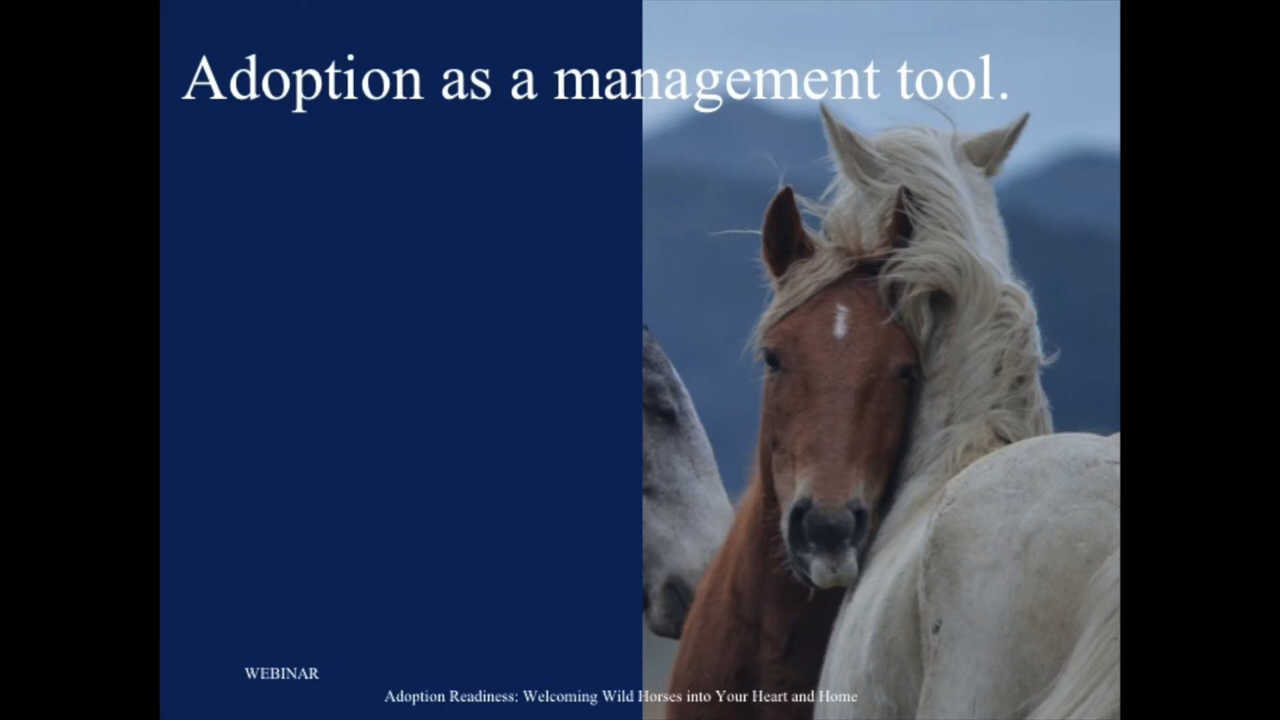 Adoption as a management tool.
WEBINAR
Adoption Readiness: Welcoming Wild Horses into Your Heart and Home